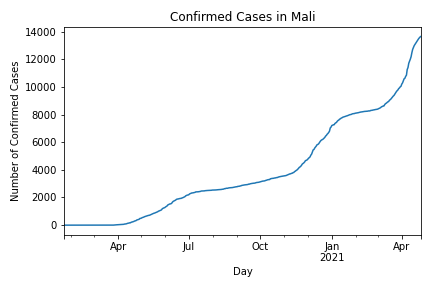 Confirmed Cases in Mali
Number of Confirmed Cases
14000
12000
10000
8000
6000
4000
2000
0
Apr Jul Oct Jan Apr
2021
Day